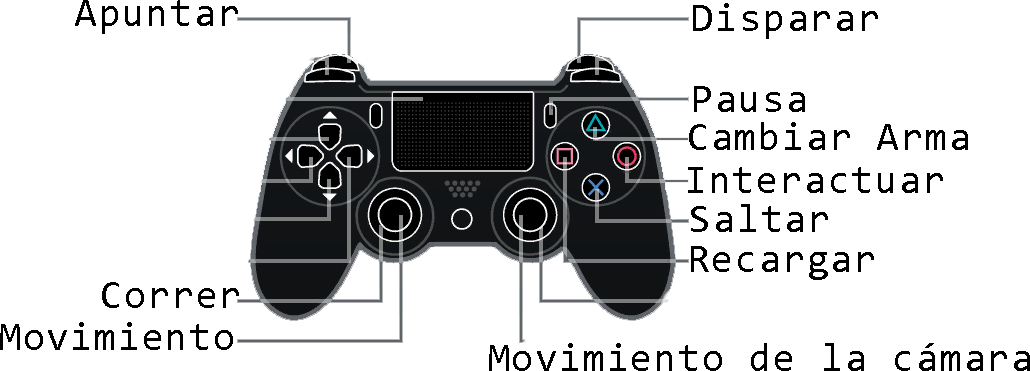 Apuntar
Disparar
Pausa
Cambiar Arma
Interactuar
Saltar
Recargar
Correr
Movimiento
Movimiento de la cámara